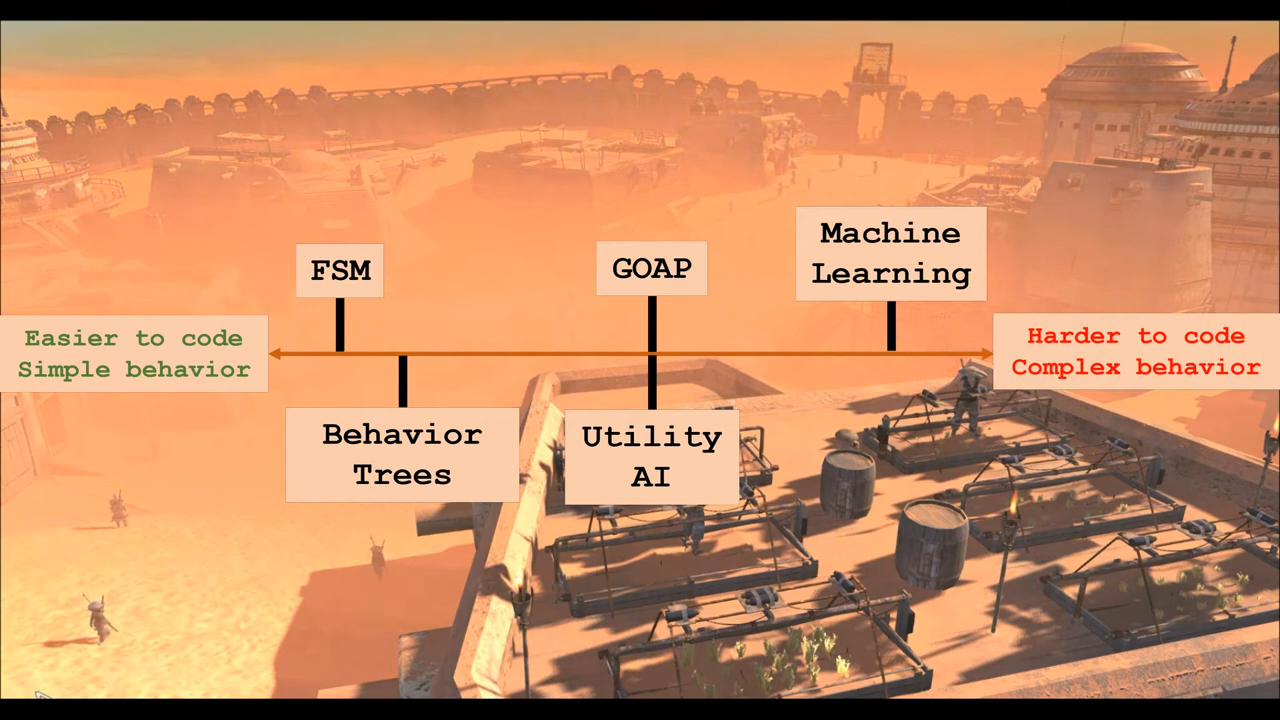 Machine
Learning
FSM
GOAP
Easier to code
Simple behavior
Harder to code
Complex behavior
Behavior
Trees
Utility
AI